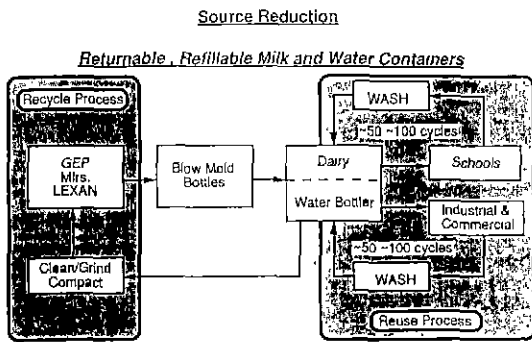 Source Reduction
Returnable, Refillable Milk and Water Containers
Recycle Process
GEP
Mfrs.
LEXAN
Clean/Grind
Compact
Blow Mold
Bottles
WASH
~50 ~100 cycles
Dairy
Water Bottler
Schools
Industrial &
Commercial
~50 ~100 cycles
WASH
Reuse Process